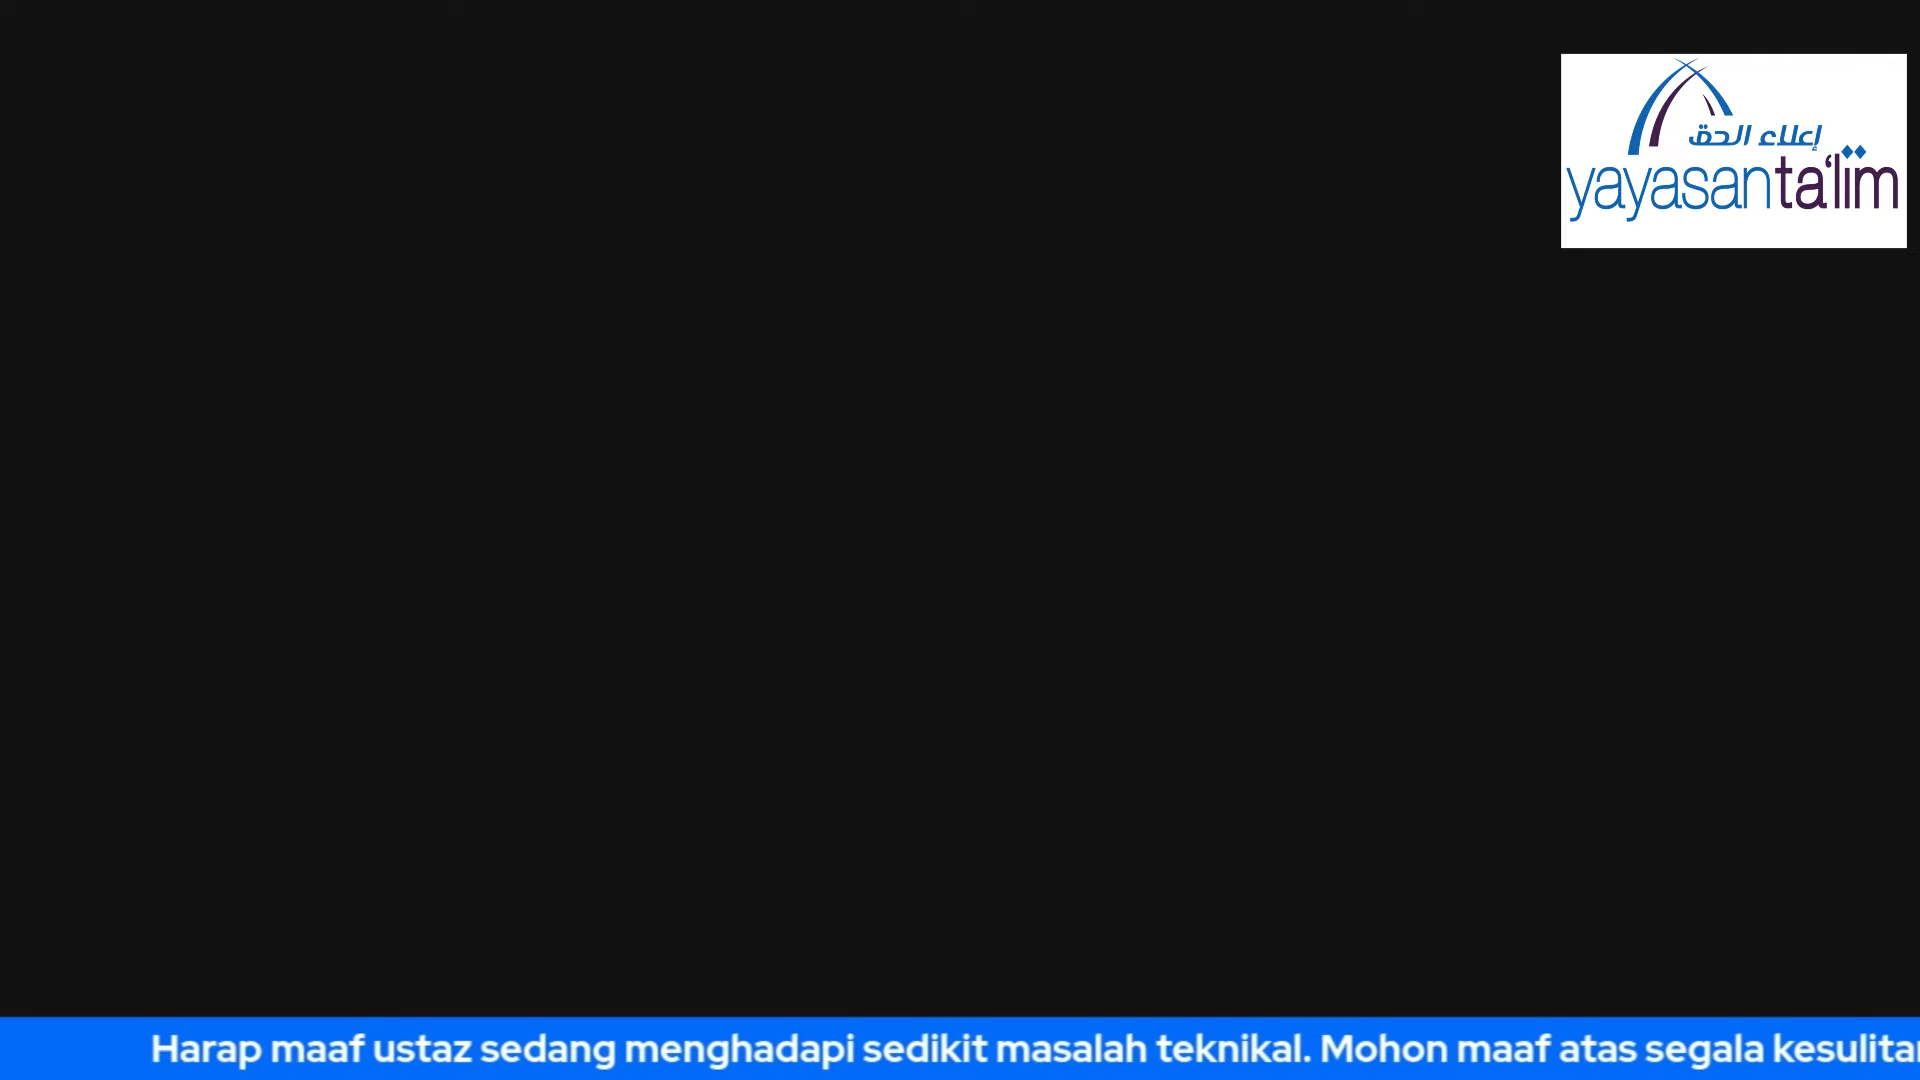 إعلاء الحق
yayasanta'lim
Harap maaf ustaz sedang menghadapi sedikit masalah teknikal. Mohon maaf atas segala